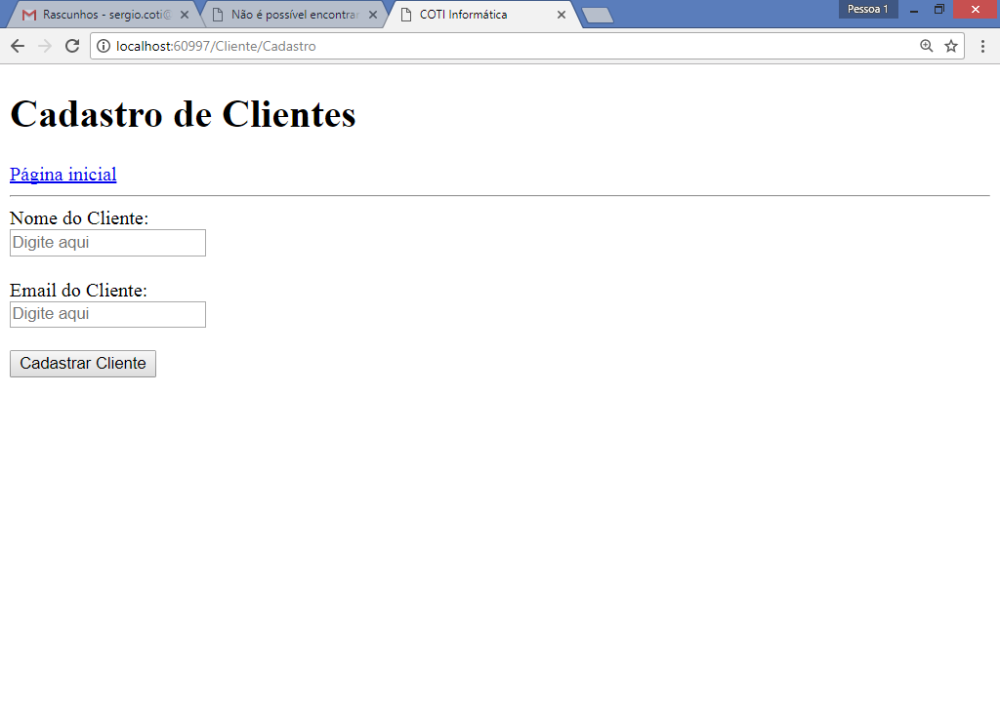 Rascunhos - sergio.coti@
Não é possível encontrar
COTI Informática
Pessoa 1
localhost:60997/Cliente/Cadastro
Cadastro de Clientes
Página inicial
Nome do Cliente:
Digite aqui
Email do Cliente:
Digite aqui
Cadastrar Cliente